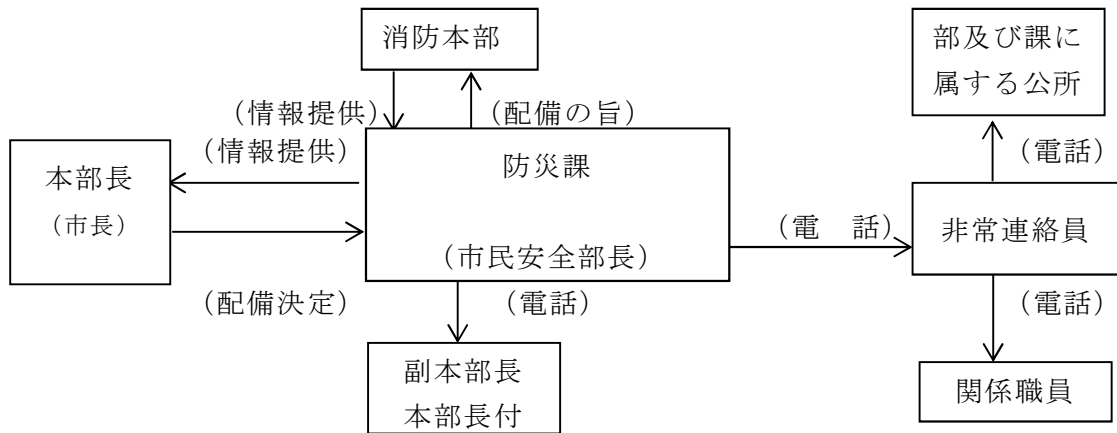 消防本部
部及び課に
属する公所
（情報提供）
（配備の旨）
（情報提供）
（電話）
本部長
（市長）
防災課
（市民安全部長）
（電　話）
非常連絡員
（配備決定）
（電話）
（電話）
副本部長
本部長付
関係職員